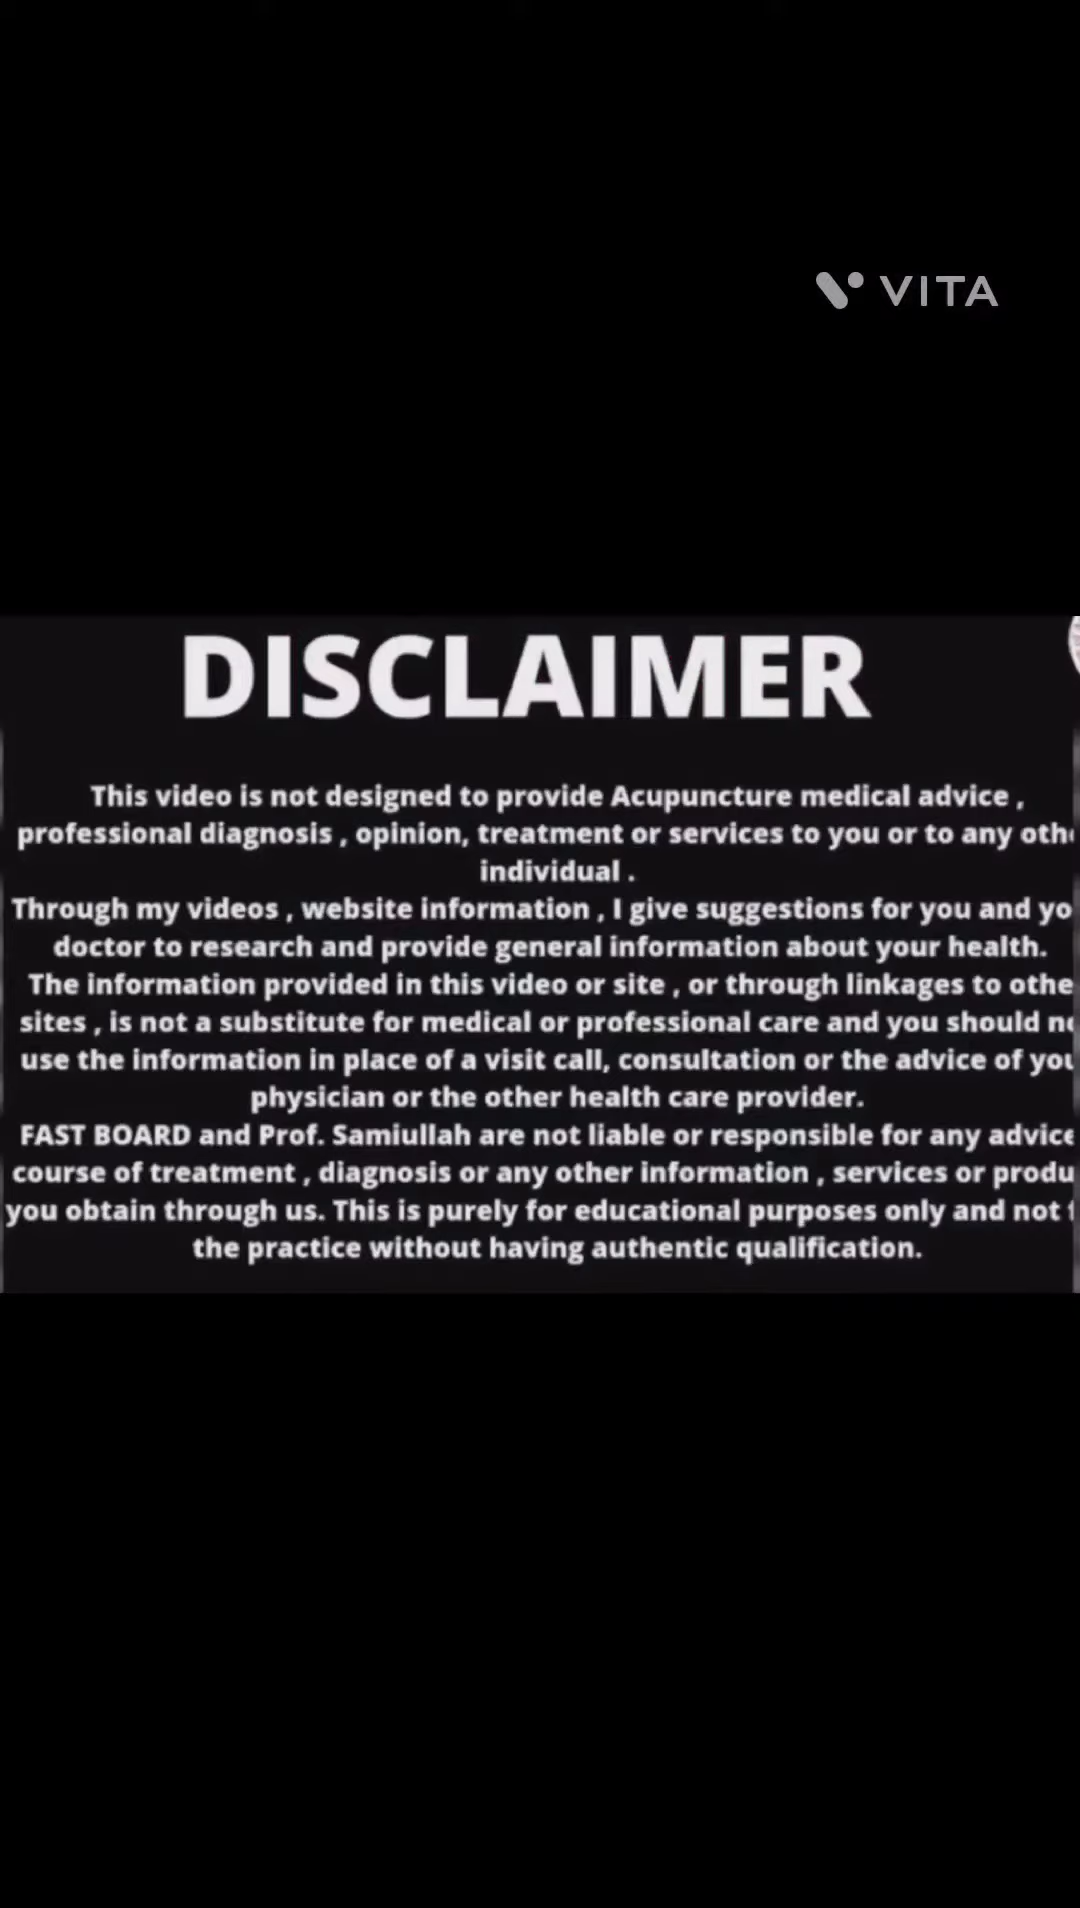 VITA
DISCLAIMER
This video is not designed to provide Acupuncture medical advice ,
professional diagnosis , opinion, treatment or services to you or to any
individual .
Through my videos , website information , I give suggestions for you and
doctor to research and provide general information about your health.
The information provided in this video or site , or through linkages to
sites , is not a substitute for medical or professional care and you should
use the information in place of a visit call, consultation or the advice of
physician or the other health care provider.
FAST BOARD and Prof. Samiullah are not liable or responsible for any advice
course of treatment , diagnosis or any other information , services or
you obtain through us. This is purely for educational purposes only and not
the practice without having authentic qualification.